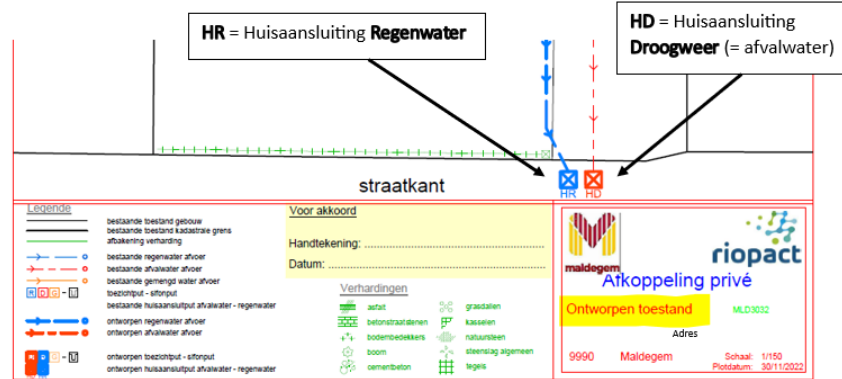 HR = Huisaansluiting Regenwater
HD = Huisaansluiting
Droogweer (= afvalwater)
straatkant
HR
HD
Legende
bestaande toestand gebouw
bestaande toestand kadastrale grens
afbakening verharding
bestaande regenwater afvoer
bestaande afvalwater afvoer
bestaande gemengd water afvoer
toezichtput - sifonput
bestaande huisaansluitput afvalwater - regenwater
ontworpen regenwater afvoer
ontworpen afvalwater afvoer
ontworpen toezichtput - sifonput
ontworpen huisaansluitput afvalwater - regenwater
Voor akkoord
Handtekening:
Datum:
Verhardingen
asfalt
betonstraatstenen
bodembedekkers
boom
cementbeton
grasdallen
kasseien
natuursteen
steenslag algemeen
tegels
maldegem
riopact
Afkoppeling privé
Ontworpen toestand
MLD3032
Adres
9990 Maldegem
Schaal: 1/150
Plotdatum: 30/11/2022